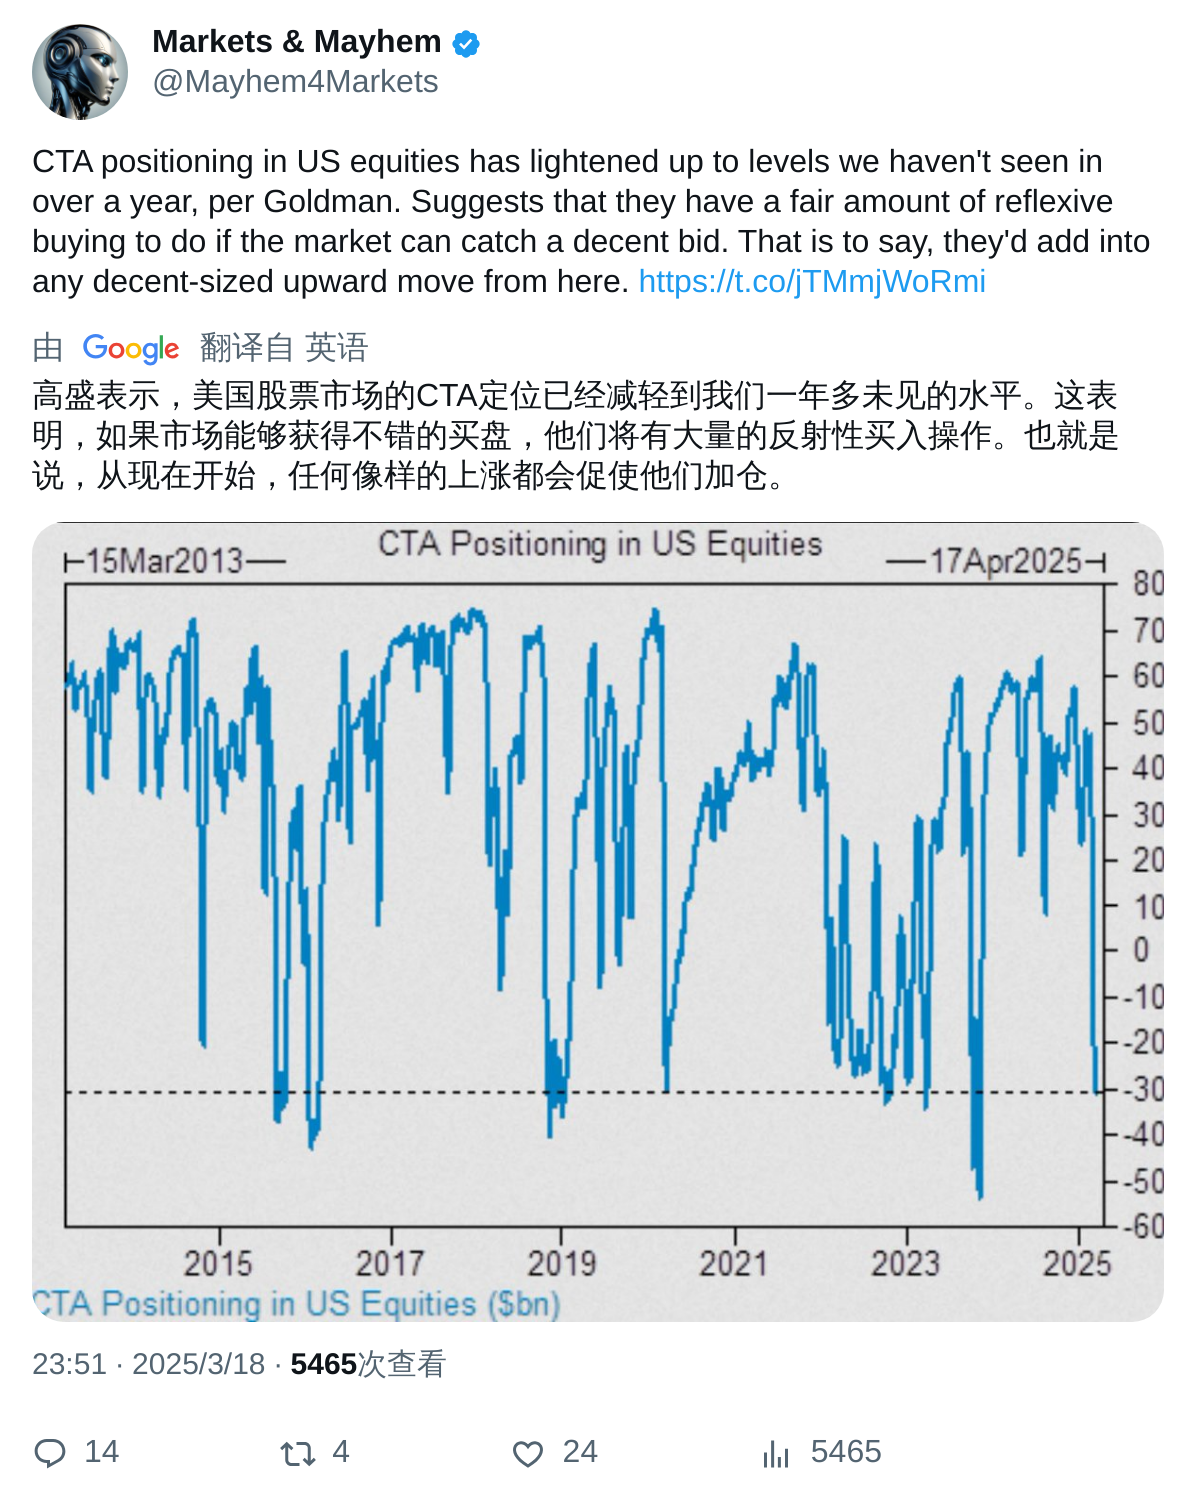 Markets & Mayhem
@Mayhem4Markets
CTA positioning in US equities has lightened up to levels we haven't seen in
over a year, per Goldman. Suggests that they have a fair amount of reflexive
buying to do if the market can catch a decent bid. That is to say, they'd add into
any decent-sized upward move from here. https://t.co/jTMmjWoRmi
由 Google 翻译自 英语
高盛表示，美国股票市场的CTA定位已经减轻到我们一年多未见的水平。这表
明，如果市场能够获得不错的买盘，他们将有大量的反射性买入操作。也就是
说，从现在开始，任何像样的上涨都会促使他们加仓。
CTA Positioning in US Equities
15Mar2013
17Apr2025
80
70
60
50
40
30
20
10
0
-10
-20
-30
-40
-50
-60
2015 2017 2019 2021 2023 2025
CTA Positioning in US Equities ($bn)
23:51 · 2025/3/18 · 5465次查看
14 4 24 5465